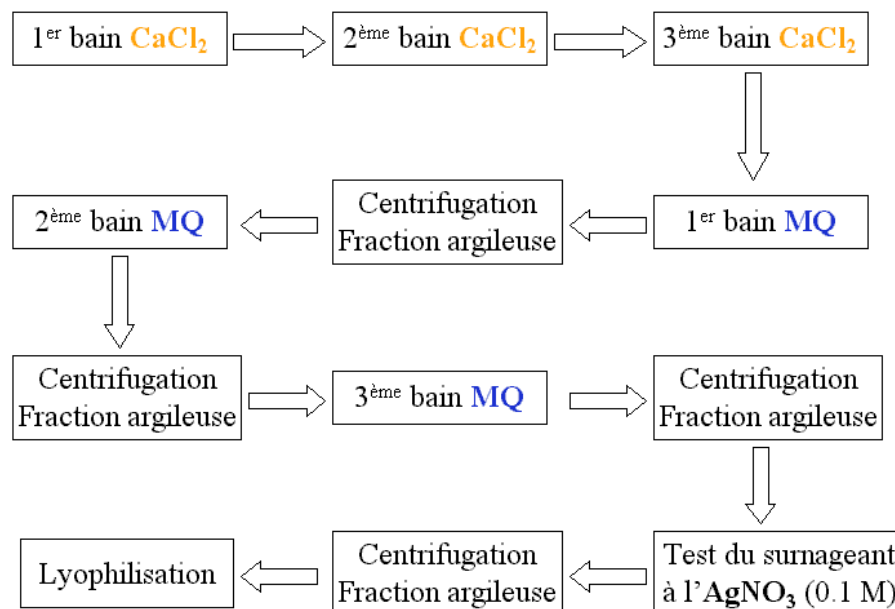 1er bain CaCl2
2ème bain CaCl2
3ème bain CaCl2
2ème bain MQ
Centrifugation
Fraction argileuse
1er bain MQ
Centrifugation
Fraction argileuse
3ème bain MQ
Centrifugation
Fraction argileuse
Lyophilisation
Centrifugation
Fraction argileuse
Test du surnageant
à l'AgNO3 (0.1 M)